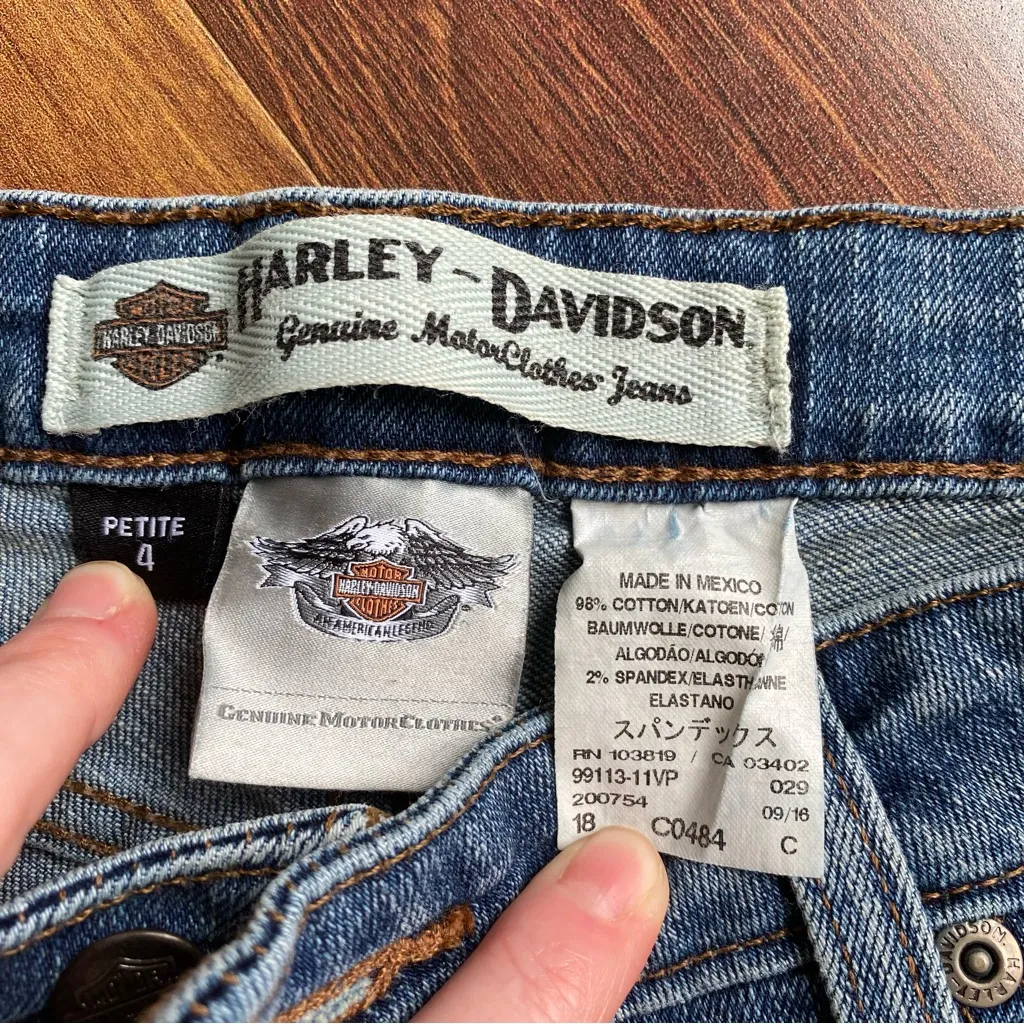 HARLEY-DAVIDSON
HARLEY-DAVIDSON
Genuine MotorClothes® Jeans
PETITE
4
MOTOR
HARLEY-DAVIDSON
CLOTHES
AN AMERICAN LEGEND
GENUINE MOTORCLOTHES®
MADE IN MEXICO
98% COTTON/KATOEN/COTON
BAUMWOLLE/COTONE/綿/
ALGODÃO/ALGODÓN
2% SPANDEX/ELASTHANNE
ELASTANO
スパンデックス
RN 103819 / CA 03402
99113-11VP 029
200754 09/16
18 C0484 C
HARLEY-DAVIDSON